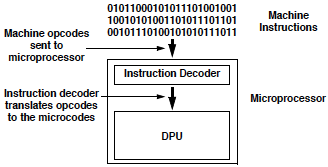 01011000101011101001001
10010101001101011101101
00101110100101010111011
Machine
Instructions
Machine opcodes
sent to
microprocessor
Instruction Decoder
Instruction decoder
translates opcodes
to the microcodes
Microprocessor
DPU